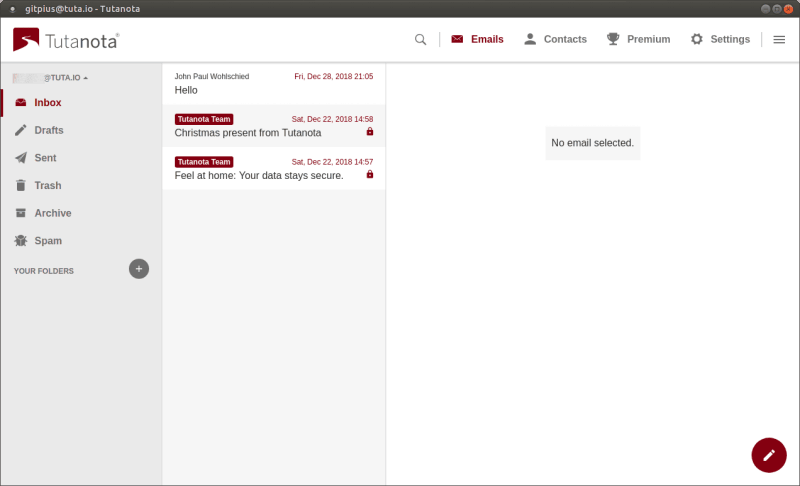 gitpius@tuta.io - Tutanota
Tutanota®
Emails
Contacts
Premium
Settings
@TUTA.IO
Inbox
Drafts
Sent
Trash
Archive
Spam
YOUR FOLDERS
John Paul Wohlschied Fri, Dec 28, 2018 21:05
Hello
Tutanota Team Sat, Dec 22, 2018 14:58
Christmas present from Tutanota
Tutanota Team Sat, Dec 22, 2018 14:57
Feel at home: Your data stays secure.
No email selected.